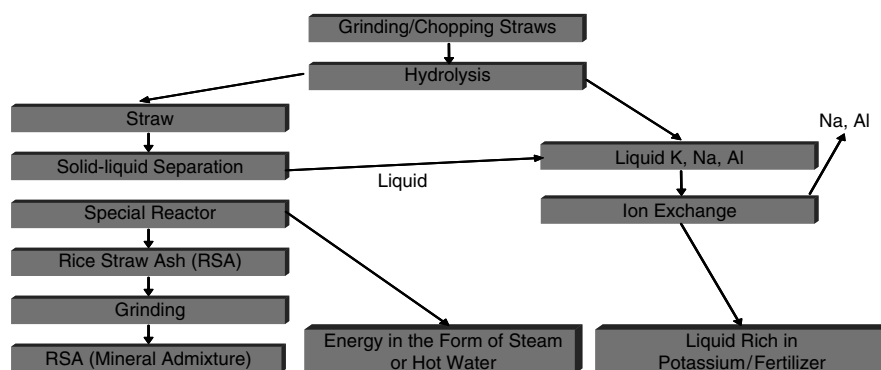 Grinding/Chopping Straws
Hydrolysis
Straw
Na, Al
Solid-liquid Separation
Liquid
Liquid K, Na, Al
Special Reactor
Ion Exchange
Rice Straw Ash (RSA)
Grinding
RSA (Mineral Admixture)
Energy in the Form of Steam
or Hot Water
Liquid Rich in
Potassium/Fertilizer